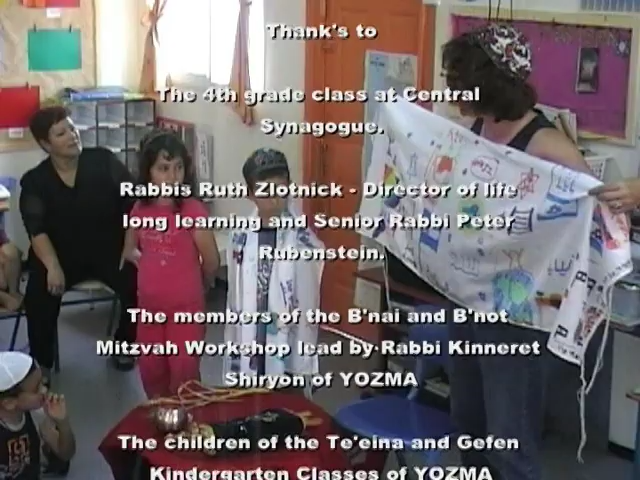 Thank's to
The 4th grade class at Central
Synagogue.
Rabbis Ruth Zlotnick - Director of life
long learning and Senior Rabbi Peter
Rubenstein.
The members of the B'nai and B'not
Mitzvah Workshop lead by Rabbi Kinneret
Shiryon of YOZMA
The children of the Te'eina and Gefen
Kindergarten Classes of YOZMA